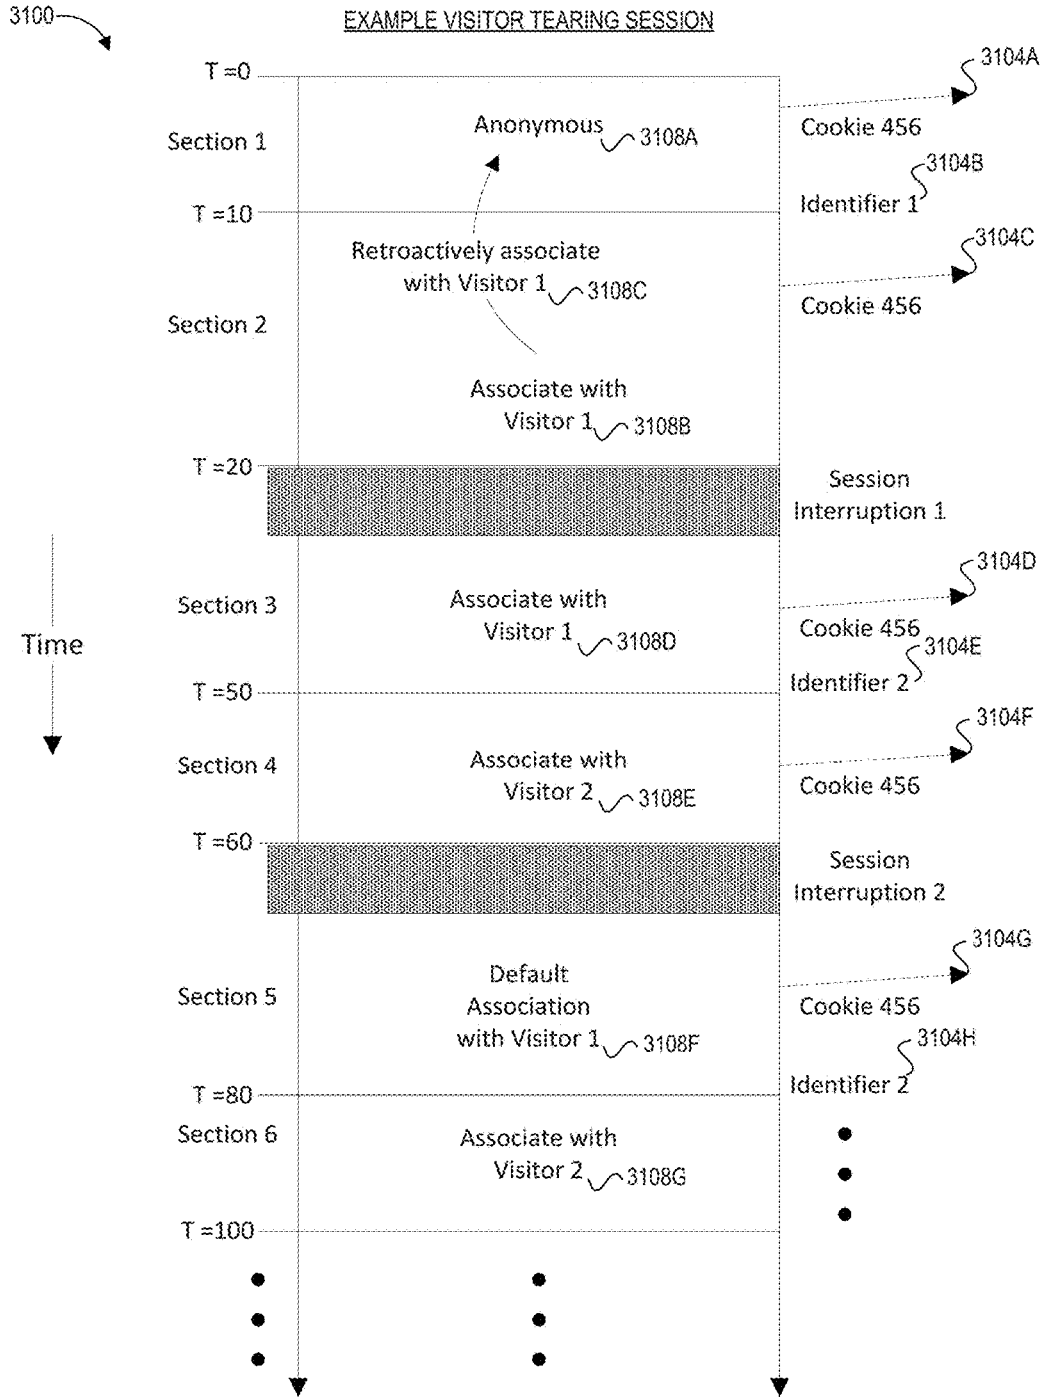 3100
EXAMPLE VISITOR TEARING SESSION
T =0
3104A
Cookie 456
Section 1
Anonymous
3108A
3104B
Identifier 1
T =10
3104C
Retroactively associate
with Visitor 1
3108C
Cookie 456
Section 2
Associate with
Visitor 1
3108B
T =20
Session
Interruption 1
3104D
Section 3
Associate with
Visitor 1
3108D
Cookie 456
3104E
Time
Identifier 2
T =50
3104F
Section 4
Associate with
Visitor 2
3108E
Cookie 456
T =60
Session
Interruption 2
3104G
Section 5
Default
Association
with Visitor 1
3108F
Cookie 456
3104H
Identifier 2
T =80
Section 6
Associate with
Visitor 2
3108G
T =100